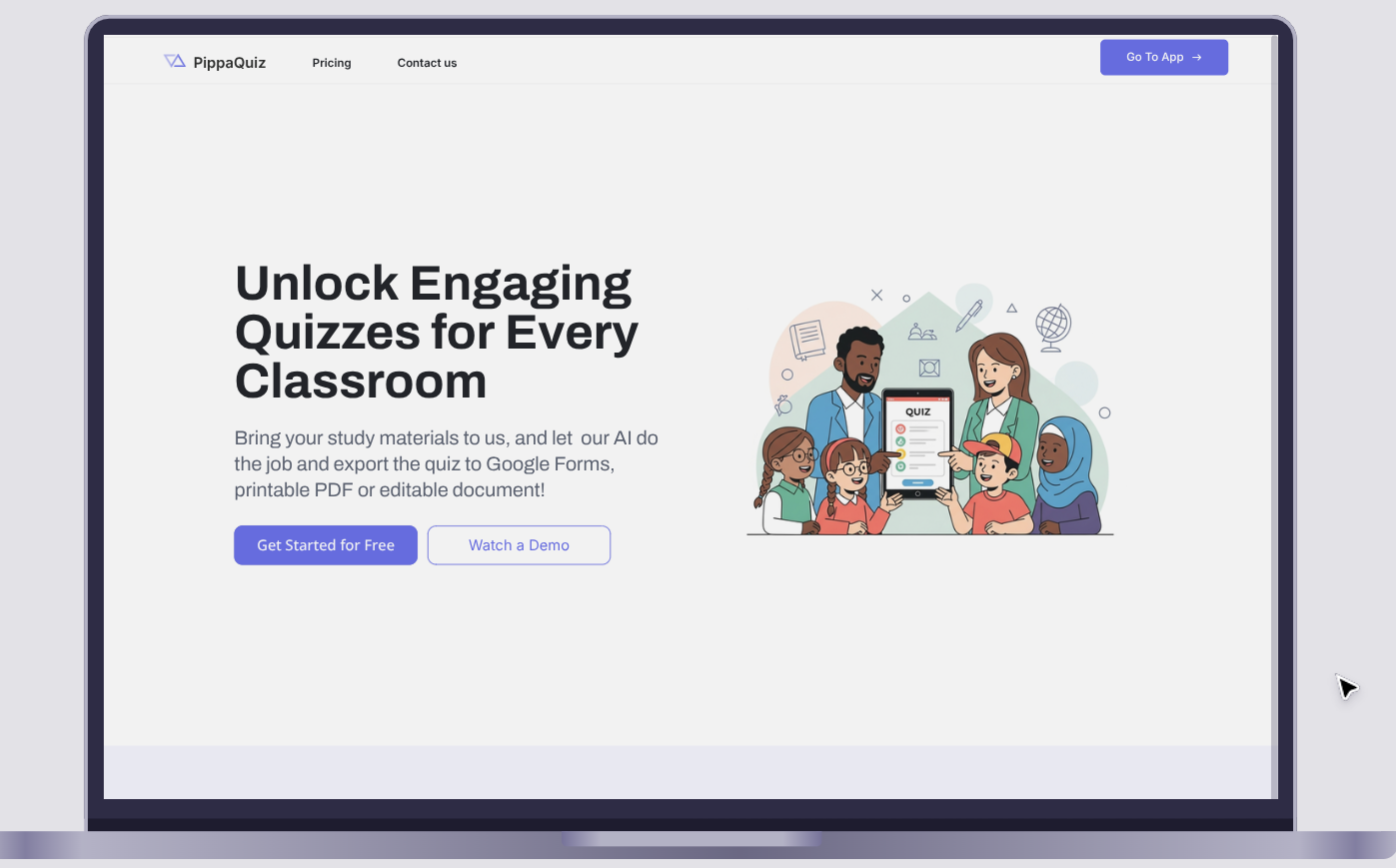 PippaQuiz Pricing Contact us Go To App →
Unlock Engaging
Quizzes for Every
Classroom
Bring your study materials to us, and let our AI do
the job and export the quiz to Google Forms,
printable PDF or editable document!
Get Started for Free Watch a Demo
QUIZ